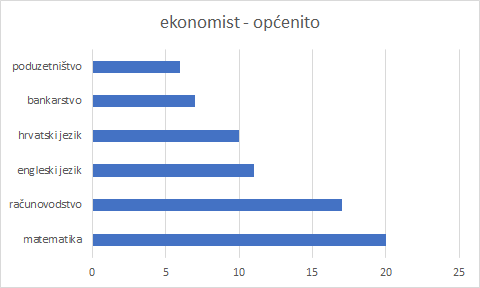 ekonomist - općenito
poduzetništvo
bankarstvo
hrvatski jezik
engleski jezik
računovodstvo
matematika
0 5 10 15 20 25